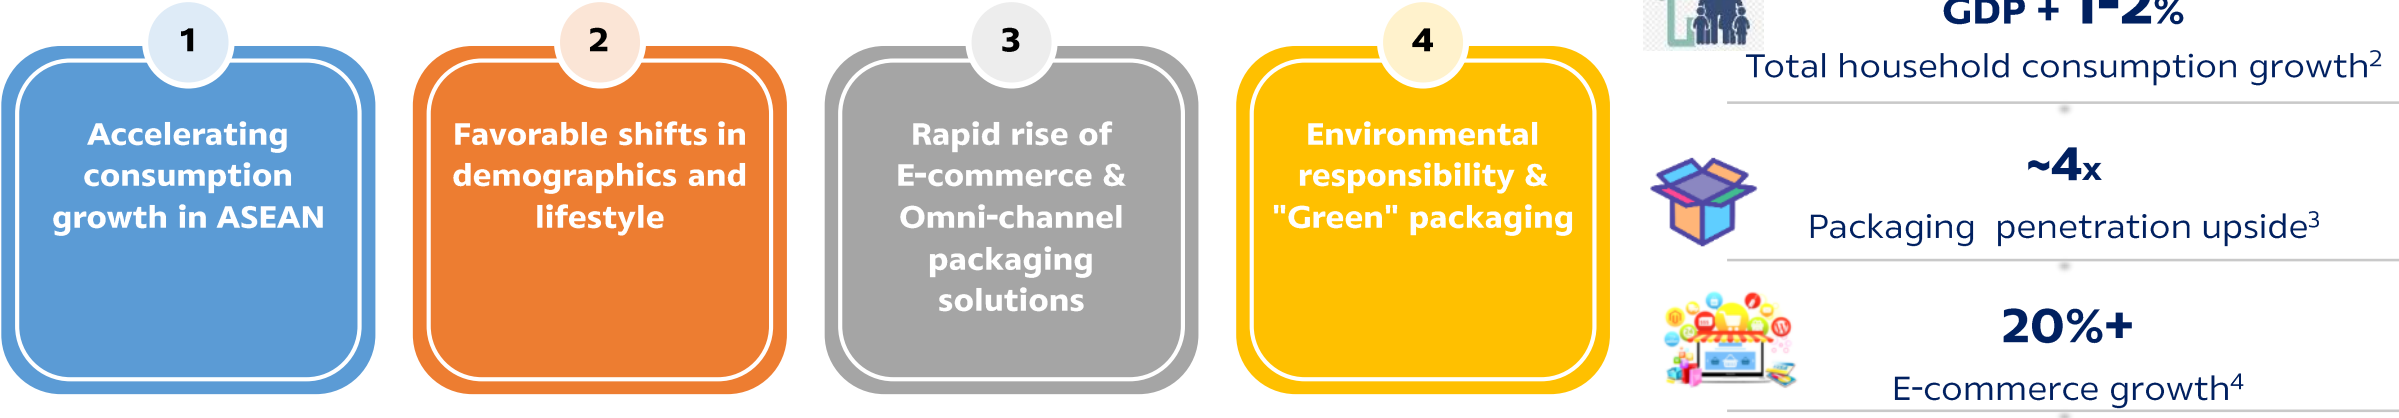 1
Accelerating
consumption
growth in ASEAN
2
Favorable shifts in
demographics and
lifestyle
3
Rapid rise of
E-commerce &
Omni-channel
packaging
solutions
4
Environmental
responsibility &
"Green" packaging
GDP + 1-2%
Total household consumption growth²
~4x
Packaging penetration upside³
20%+
E-commerce growth⁴